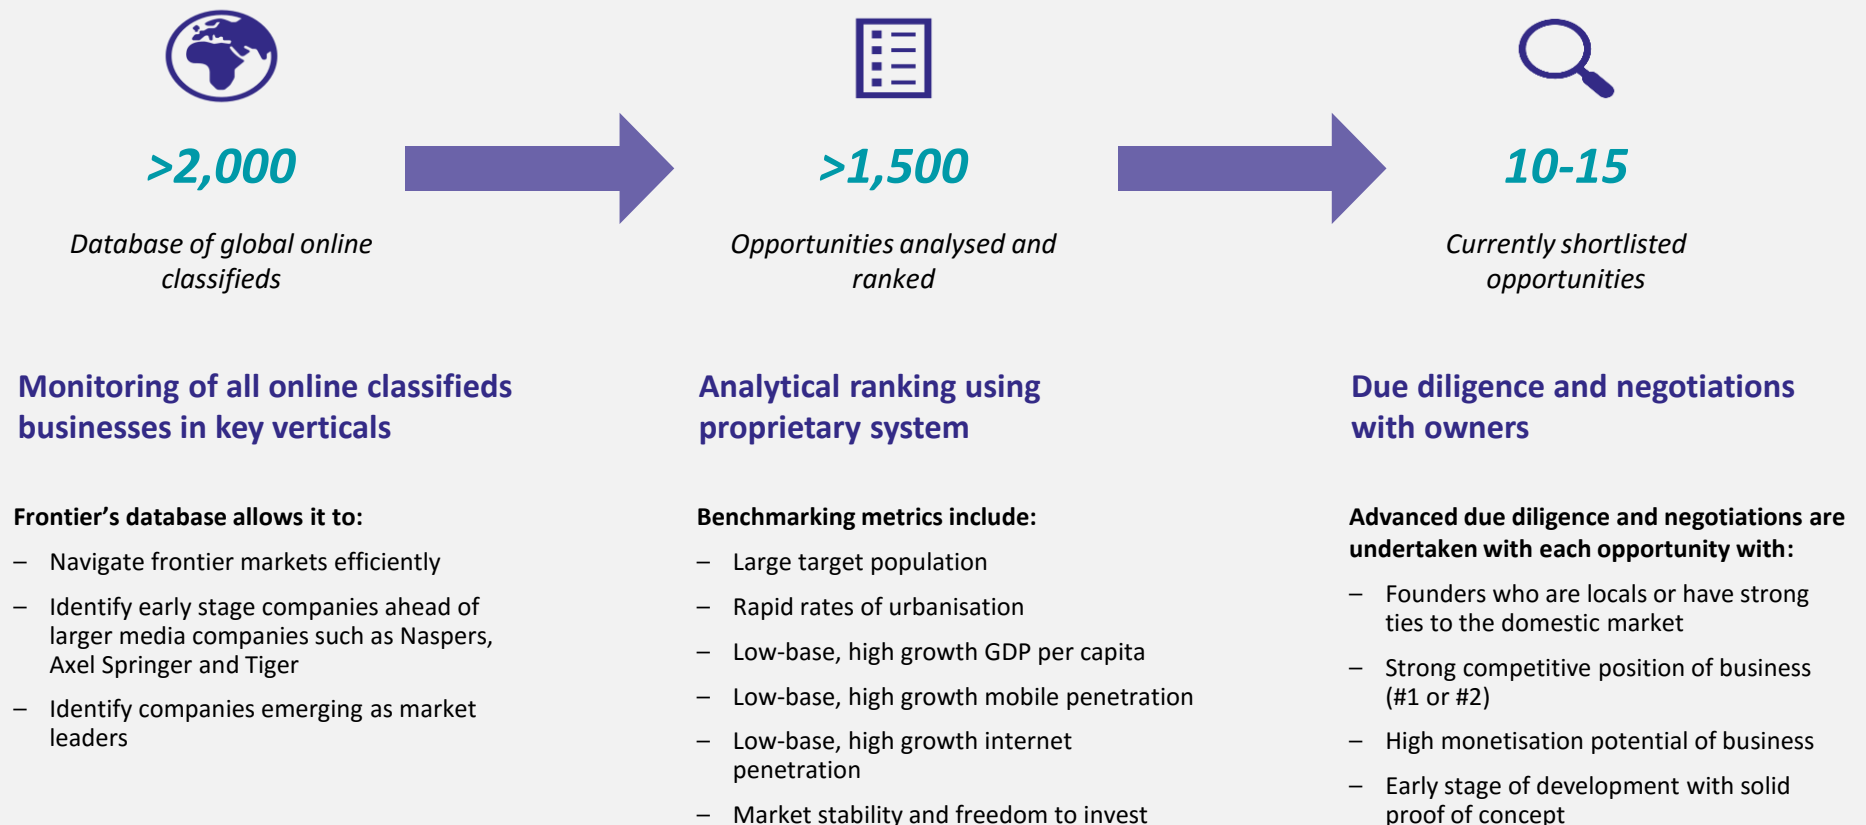 >2,000
Database of global online
classifieds
>1,500
Opportunities analysed and
ranked
10-15
Currently shortlisted
opportunities
Monitoring of all online classifieds
businesses in key verticals
Frontier’s database allows it to:
– Navigate frontier markets efficiently
– Identify early stage companies ahead of
larger media companies such as Naspers,
Axel Springer and Tiger
– Identify companies emerging as market
leaders
Analytical ranking using
proprietary system
Benchmarking metrics include:
– Large target population
– Rapid rates of urbanisation
– Low-base, high growth GDP per capita
– Low-base, high growth mobile penetration
– Low-base, high growth internet
penetration
– Market stability and freedom to invest
Due diligence and negotiations
with owners
Advanced due diligence and negotiations are
undertaken with each opportunity with:
– Founders who are locals or have strong
ties to the domestic market
– Strong competitive position of business
(#1 or #2)
– High monetisation potential of business
– Early stage of development with solid
proof of concept